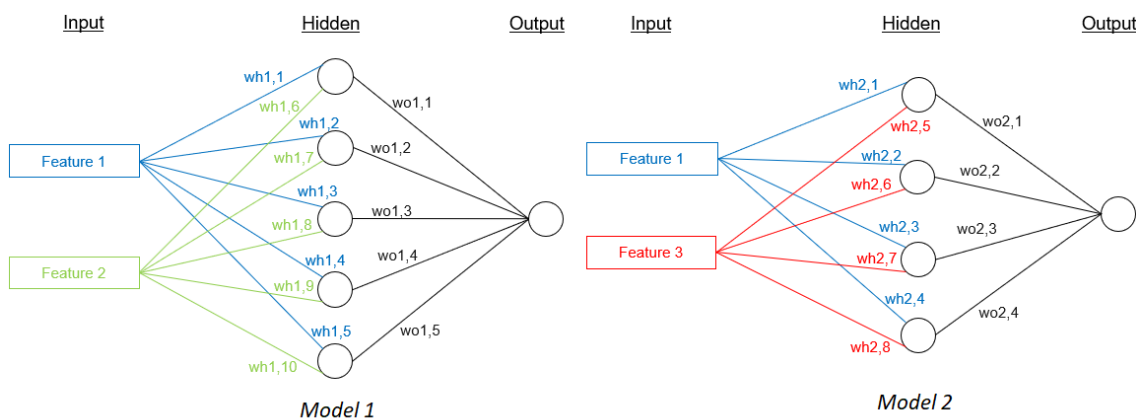 Input
Hidden
Output
wh1,1
wh1,6
wh1,2
wh1,7
wh1,3
wh1,8
wh1,4
wh1,9
wh1,5
wh1,10
Feature 1
Feature 2
wo1,1
wo1,2
wo1,3
wo1,4
wo1,5
Model 1
Input
Hidden
Output
wh2,1
wh2,5
wh2,2
wh2,6
wh2,3
wh2,7
wh2,4
wh2,8
Feature 1
Feature 3
wo2,1
wo2,2
wo2,3
wo2,4
Model 2